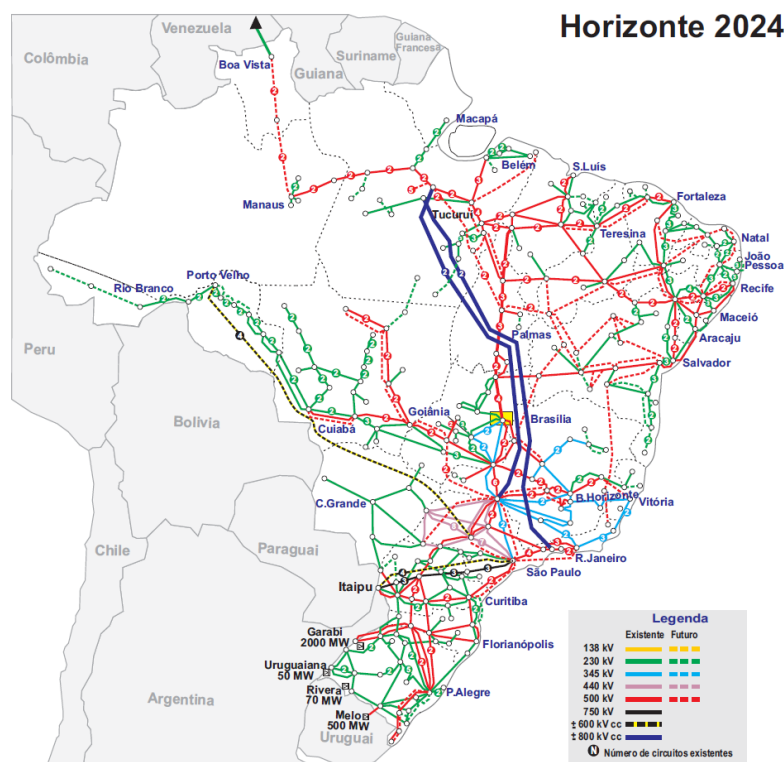 Horizonte 2024
Venezuela
Colômbia
Guiana
Suriname
Guiana
Francesa
Boa Vista
Macapá
Belém
S.Luis
Manaus
Tucuruí
Teresina
Fortaleza
Natal
João
Pessoa
Recife
Maceió
Aracaju
Salvador
Porto Velho
Rio Branco
Palmas
Peru
Bolivia
Cuiabá
Goiânia
Brasilia
C.Grande
B.Horizonte
Vitória
Chile
Paraguai
R.Janeiro
São Paulo
Itaipu
Curitiba
Garabi
2000 MW
Florianópolis
Uruguaiana
50 MW
Rivera
70 MW
P.Alegre
Melo
500 MW
Argentina
Uruguai
Legenda
Existente Futuro
138 kV
230 kV
345 kV
440 kV
500 kV
750 kV
± 600 kV cc
± 800 kV cc
N Número de circuitos existentes